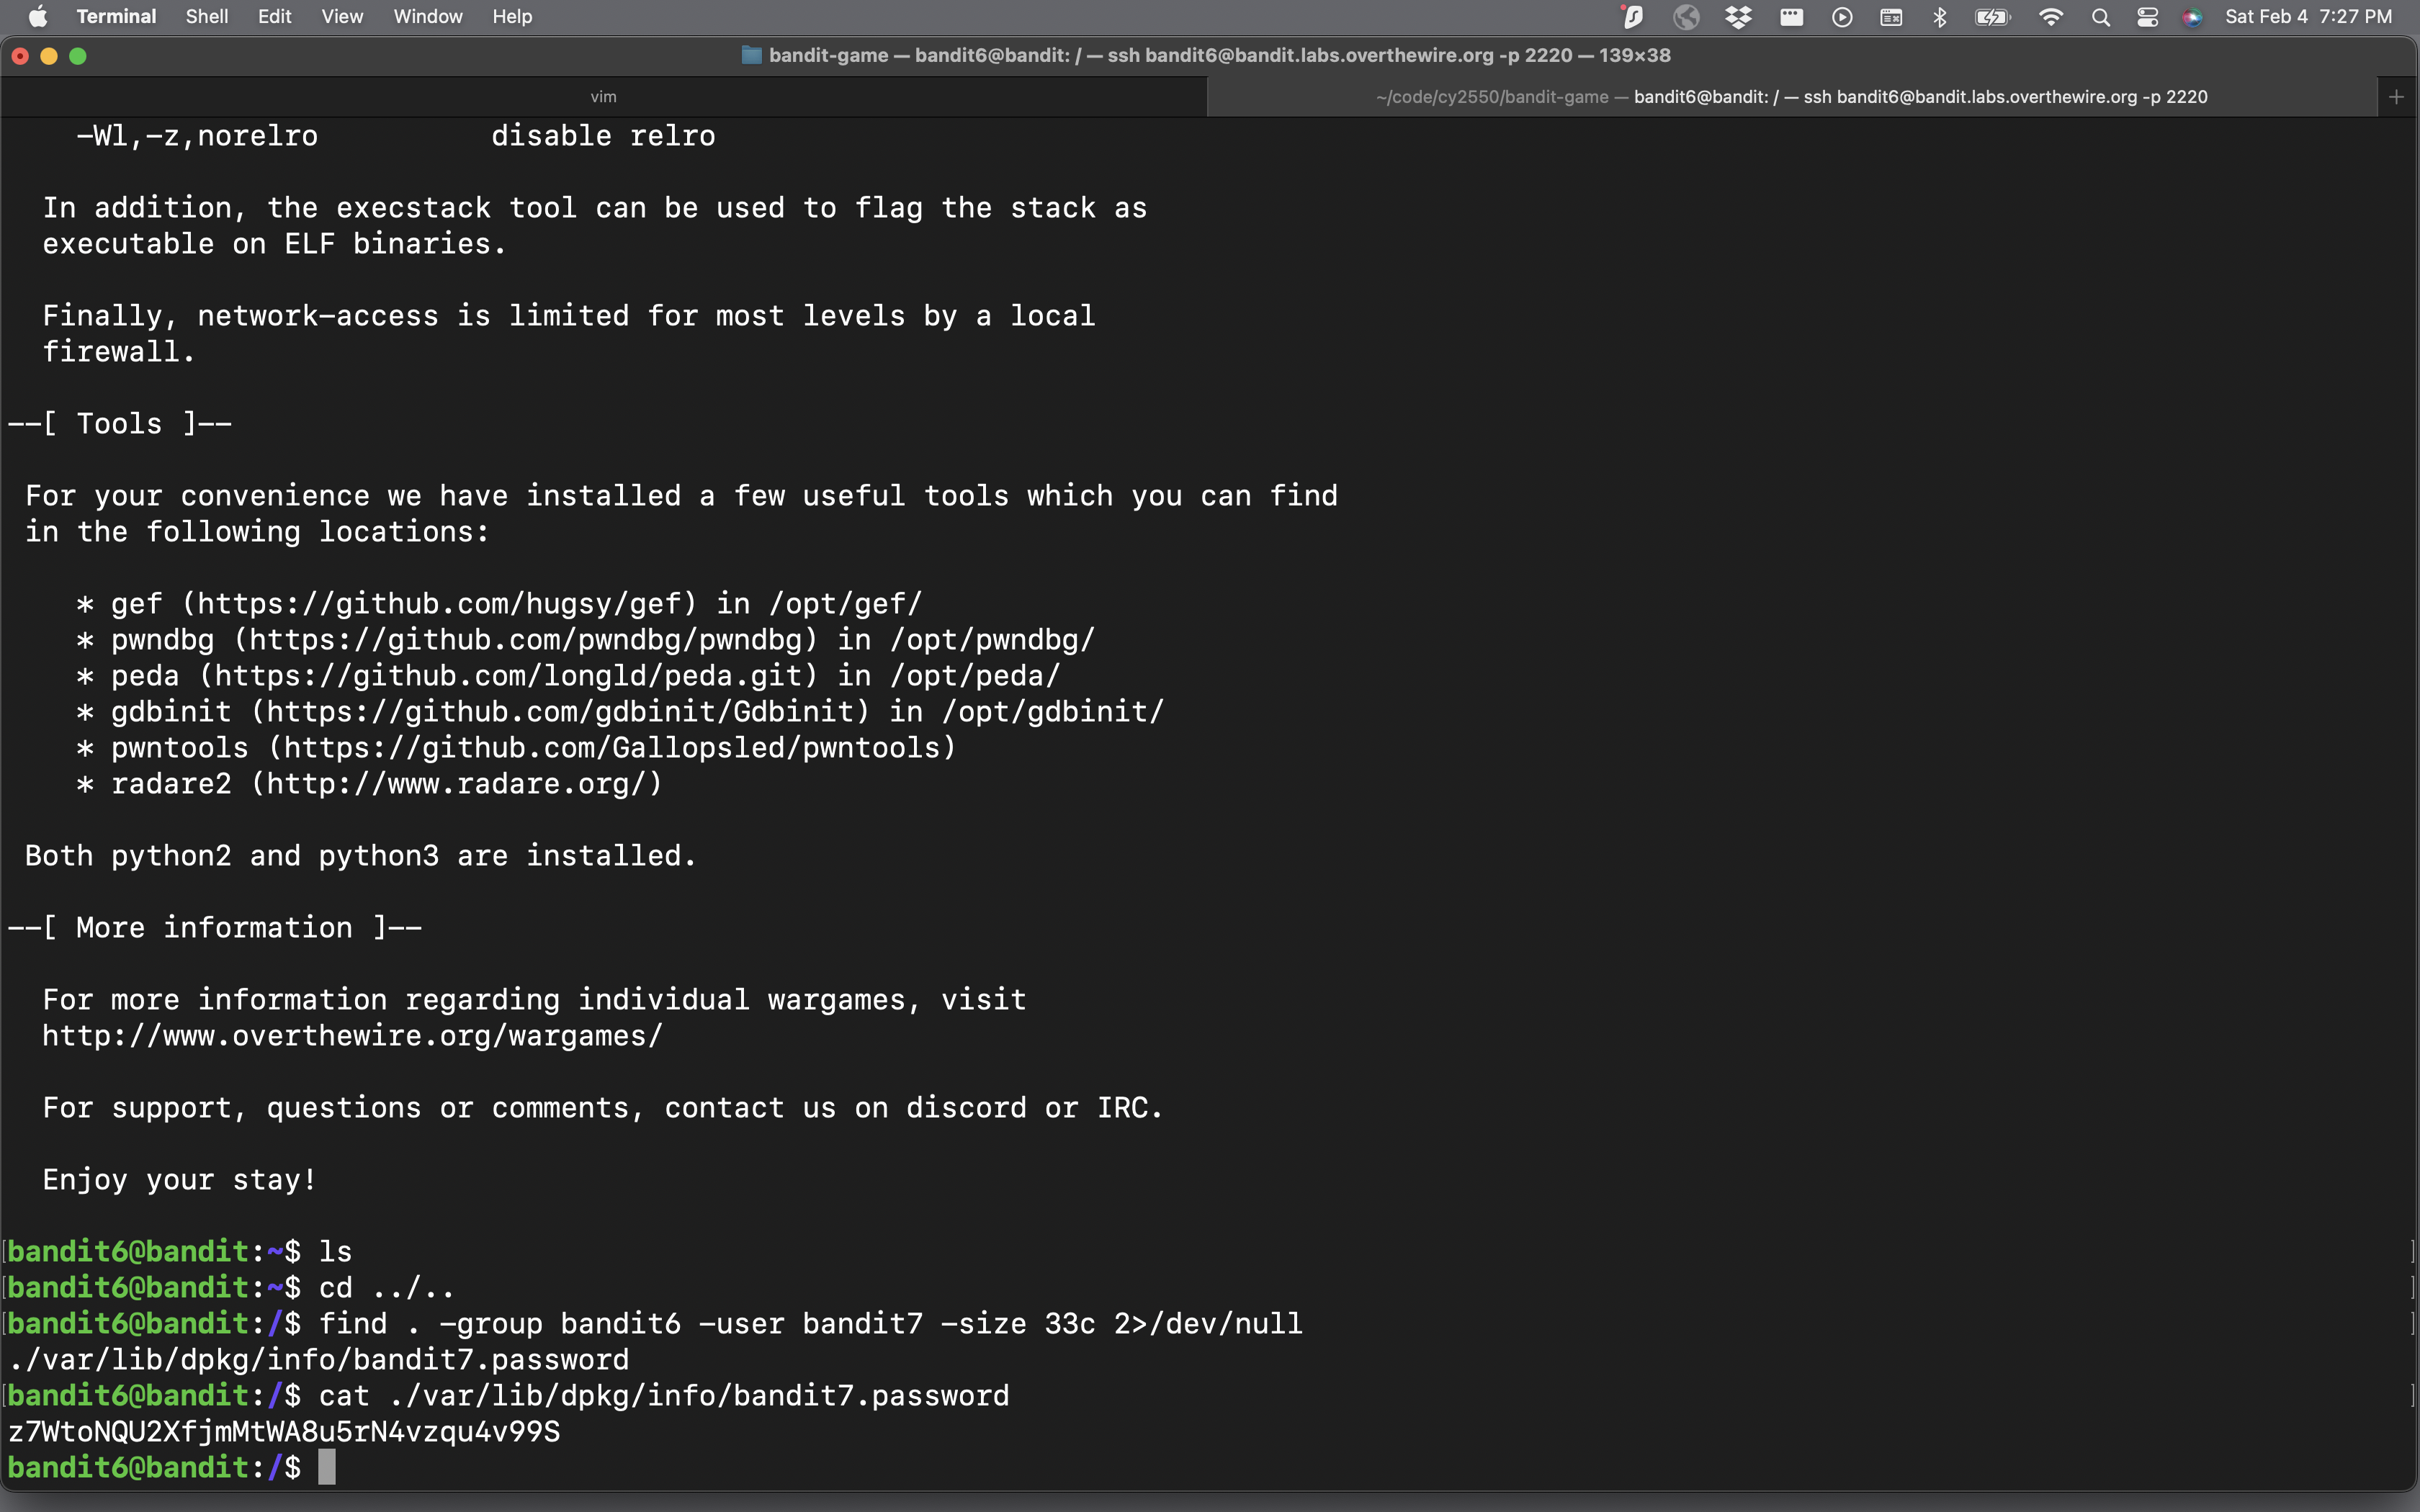 Terminal Shell Edit View Window Help Sat Feb 4 7:27 PM
bandit-game — bandit6@bandit: / — ssh bandit6@bandit.labs.overthewire.org -p 2220 — 139×38
vim ~/code/cy2550/bandit-game — bandit6@bandit: / — ssh bandit6@bandit.labs.overthewire.org -p 2220 +
-Wl,-z,norelro disable relro
In addition, the execstack tool can be used to flag the stack as
executable on ELF binaries.
Finally, network-access is limited for most levels by a local
firewall.
--[ Tools ]--
For your convenience we have installed a few useful tools which you can find
in the following locations:
* gef (https://github.com/hugsy/gef) in /opt/gef/
* pwndbg (https://github.com/pwndbg/pwndbg) in /opt/pwndbg/
* peda (https://github.com/longld/peda.git) in /opt/peda/
* gdbinit (https://github.com/gdbinit/Gdbinit) in /opt/gdbinit/
* pwntools (https://github.com/Gallopsled/pwntools)
* radare2 (http://www.radare.org/)
Both python2 and python3 are installed.
--[ More information ]--
For more information regarding individual wargames, visit
http://www.overthewire.org/wargames/
For support, questions or comments, contact us on discord or IRC.
Enjoy your stay!
[bandit6@bandit:~$ ls ]
[bandit6@bandit:~$ cd ../.. ]
[bandit6@bandit:/$ find . -group bandit6 -user bandit7 -size 33c 2>/dev/null ]
./var/lib/dpkg/info/bandit7.password
[bandit6@bandit:/$ cat ./var/lib/dpkg/info/bandit7.password ]
z7WtoNQU2XfjmMtWA8u5rN4vzqu4v99S
bandit6@bandit:/$